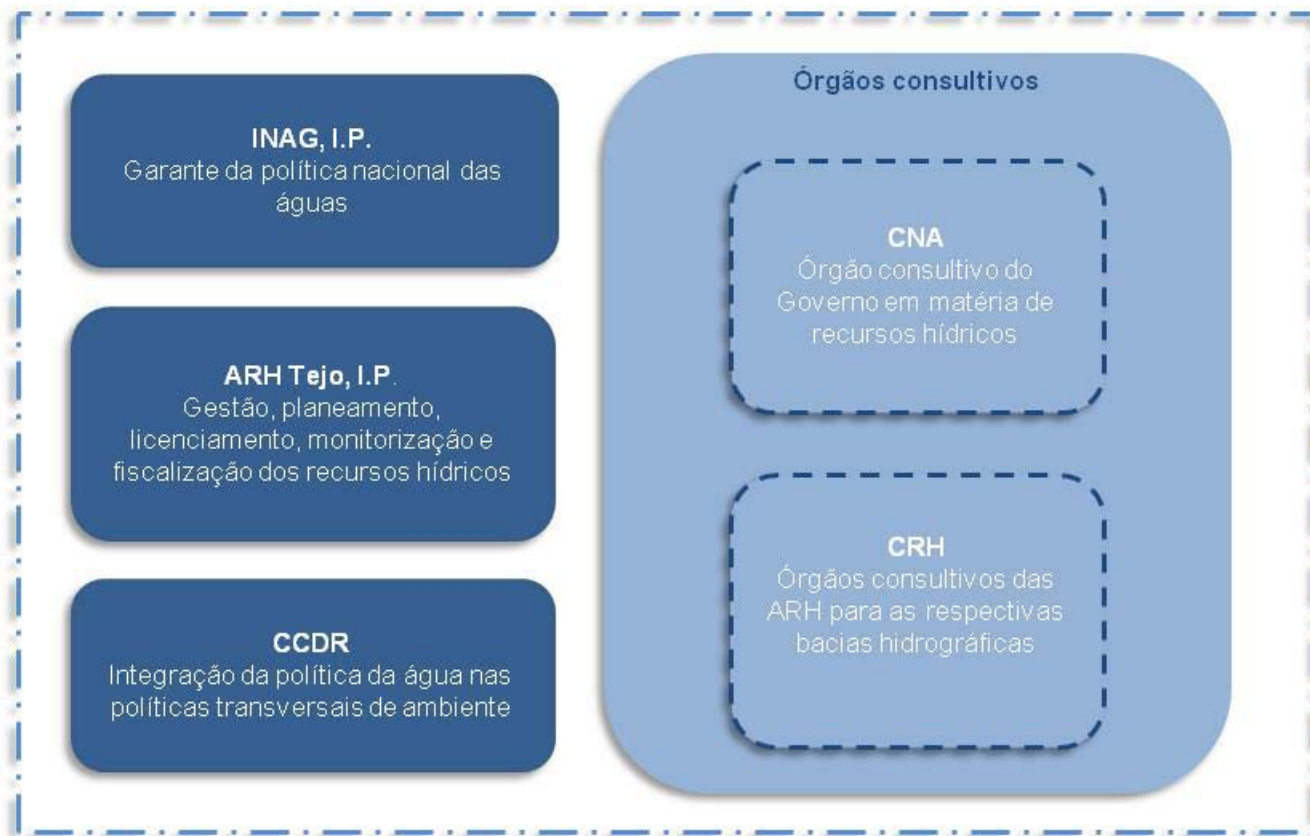 INAG, I.P.
Garante da política nacional das
águas
ARH Tejo, I.P.
Gestão, planeamento,
licenciamento, monitorização e
fiscalização dos recursos hídricos
CCDR
Integração da política da água nas
políticas transversais de ambiente
Órgãos consultivos
CNA
Órgão consultivo do
Governo em matéria de
recursos hídricos
CRH
Órgãos consultivos das
ARH para as respectivas
bacias hidrográficas